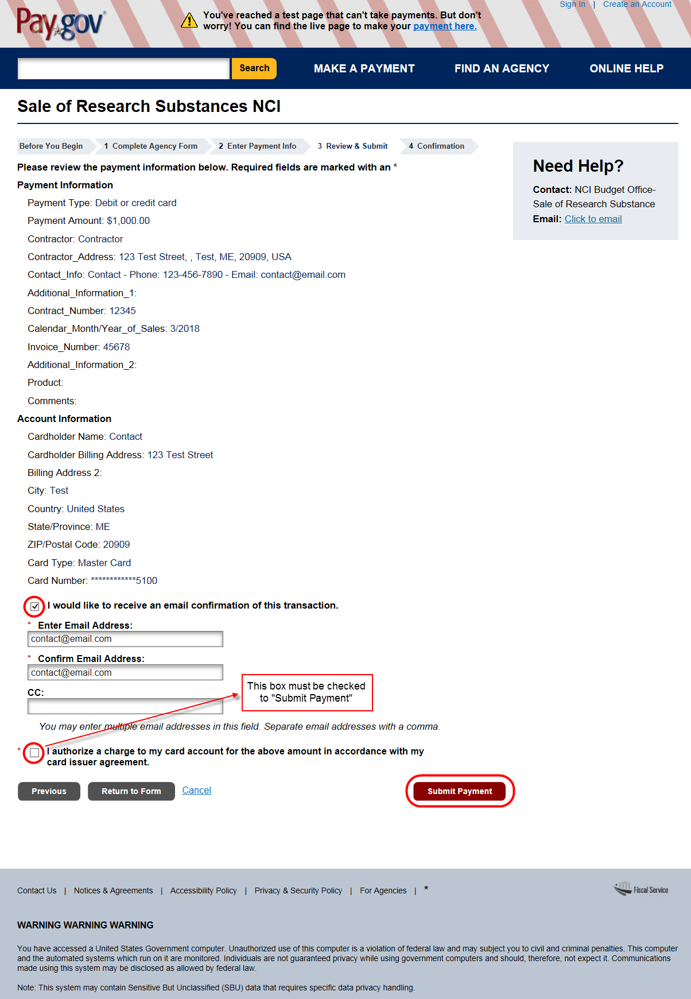 Sign In | Create an Account
Pay.gov®
You've reached a test page that can't take payments. But don't
worry! You can find the live page to make your payment here.
Search
MAKE A PAYMENT
FIND AN AGENCY
ONLINE HELP
Sale of Research Substances NCI
Before You Begin
1 Complete Agency Form
2 Enter Payment Info
3 Review & Submit
4 Confirmation
Please review the payment information below. Required fields are marked with an *
Payment Information
Payment Type: Debit or credit card
Payment Amount: $1,000.00
Contractor: Contractor
Contractor_Address: 123 Test Street, , Test, ME, 20909, USA
Contact_Info: Contact - Phone: 123-456-7890 - Email: contact@email.com
Additional_Information_1:
Contract_Number: 12345
Calendar_Month/Year_of_Sales: 3/2018
Invoice_Number: 45678
Additional_Information_2:
Product:
Comments:
Account Information
Cardholder Name: Contact
Cardholder Billing Address: 123 Test Street
Billing Address 2:
City: Test
Country: United States
State/Province: ME
ZIP/Postal Code: 20909
Card Type: Master Card
Card Number: ************5100
I would like to receive an email confirmation of this transaction.
* Enter Email Address:
contact@email.com
* Confirm Email Address:
contact@email.com
CC:
This box must be checked
to "Submit Payment"
You may enter multiple email addresses in this field. Separate email addresses with a comma.
* I authorize a charge to my card account for the above amount in accordance with my
card issuer agreement.
Previous
Return to Form
Cancel
Submit Payment
Need Help?
Contact: NCI Budget Office-
Sale of Research Substance
Email: Click to email
Contact Us | Notices & Agreements | Accessibility Policy | Privacy & Security Policy | For Agencies | *
Fiscal Service
WARNING WARNING WARNING
You have accessed a United States Government computer. Unauthorized use of this computer is a violation of federal law and may subject you to civil and criminal penalties. This computer
and the automated systems which run on it are monitored. Individuals are not guaranteed privacy while using government computers and should, therefore, not expect it. Communications
made using this system may be disclosed as allowed by federal law.
Note: This system may contain Sensitive But Unclassified (SBU) data that requires specific data privacy handling.